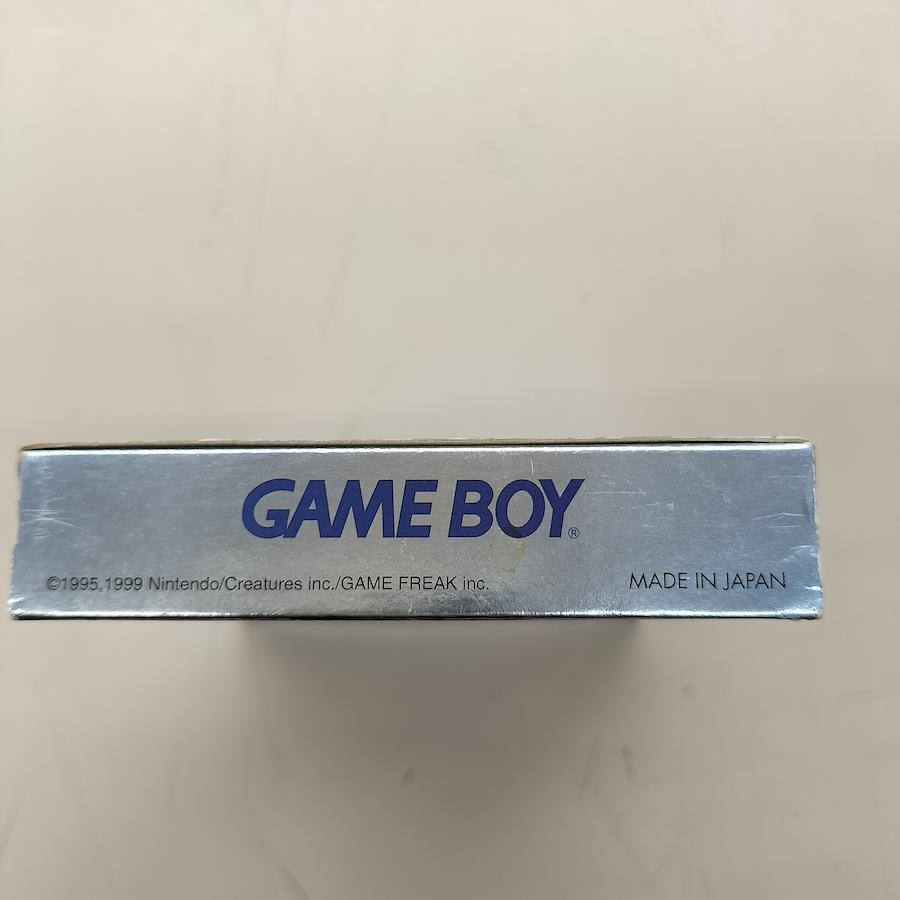 GAME BOY®
©1995,1999 Nintendo/Creatures inc./GAME FREAK inc.
MADE IN JAPAN